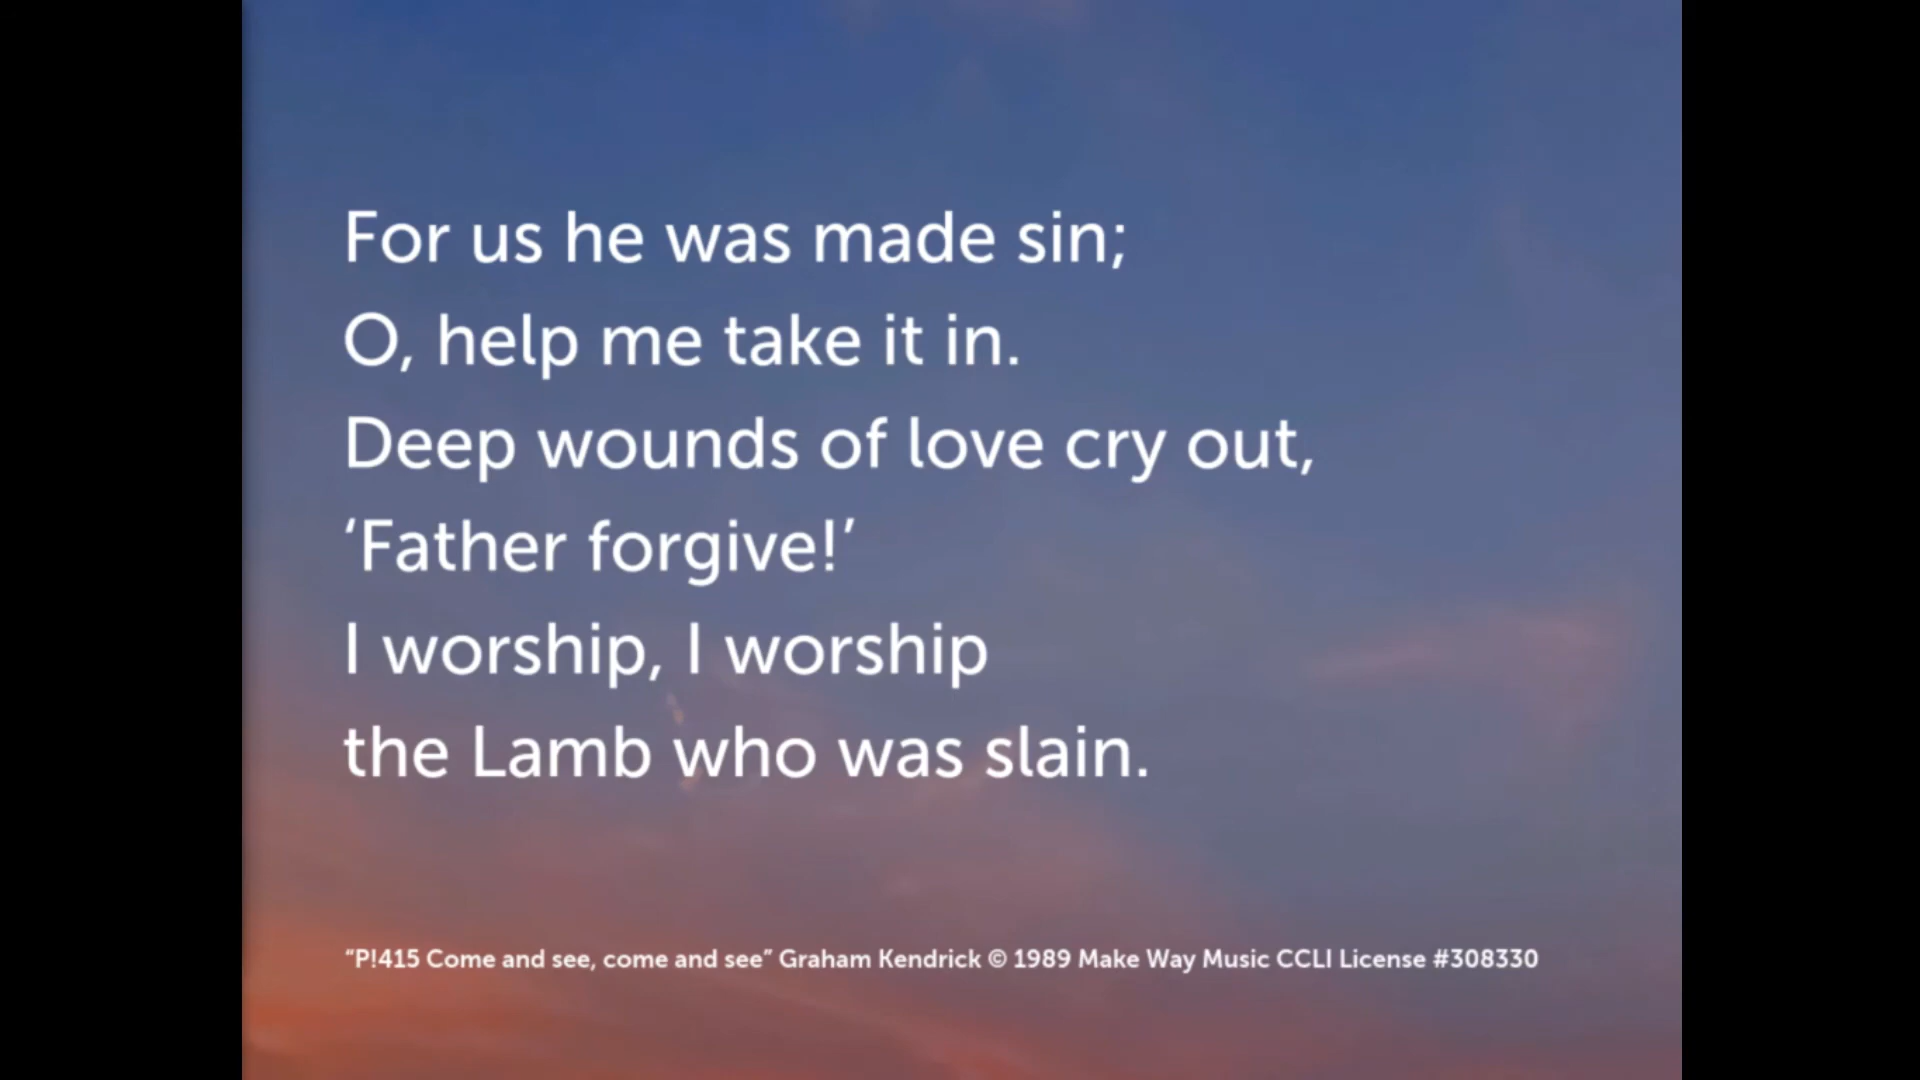 For us he was made sin;
O, help me take it in.
Deep wounds of love cry out,
‘Father forgive!’
I worship, I worship
the Lamb who was slain.
“P!415 Come and see, come and see” Graham Kendrick © 1989 Make Way Music CCLI License #308330